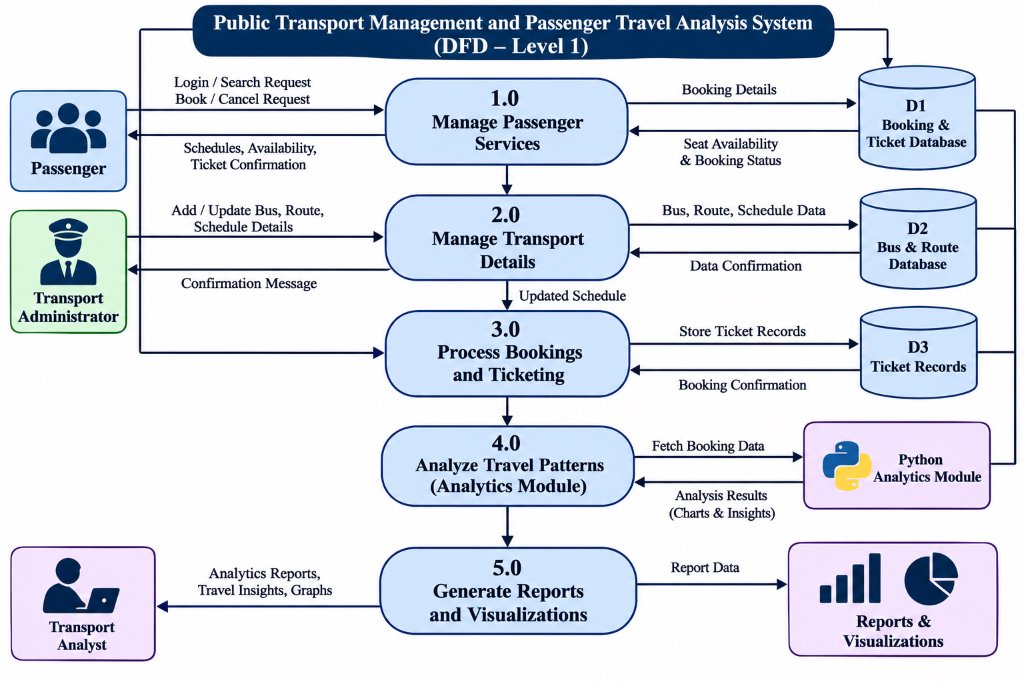 Public Transport Management and Passenger Travel Analysis System
(DFD – Level 1)
Login / Search Request
Book / Cancel Request
Passenger
Schedules, Availability,
Ticket Confirmation
1.0
Manage Passenger
Services
Booking Details
Seat Availability
& Booking Status
D1
Booking &
Ticket Database
Add / Update Bus, Route,
Schedule Details
Transport
Administrator
Confirmation Message
2.0
Manage Transport
Details
Bus, Route, Schedule Data
Data Confirmation
D2
Bus & Route
Database
Updated Schedule
3.0
Process Bookings
and Ticketing
Store Ticket Records
Booking Confirmation
D3
Ticket Records
4.0
Analyze Travel Patterns
(Analytics Module)
Fetch Booking Data
Analysis Results
(Charts & Insights)
Python
Analytics Module
Transport
Analyst
Analytics Reports,
Travel Insights, Graphs
5.0
Generate Reports
and Visualizations
Report Data
Reports &
Visualizations